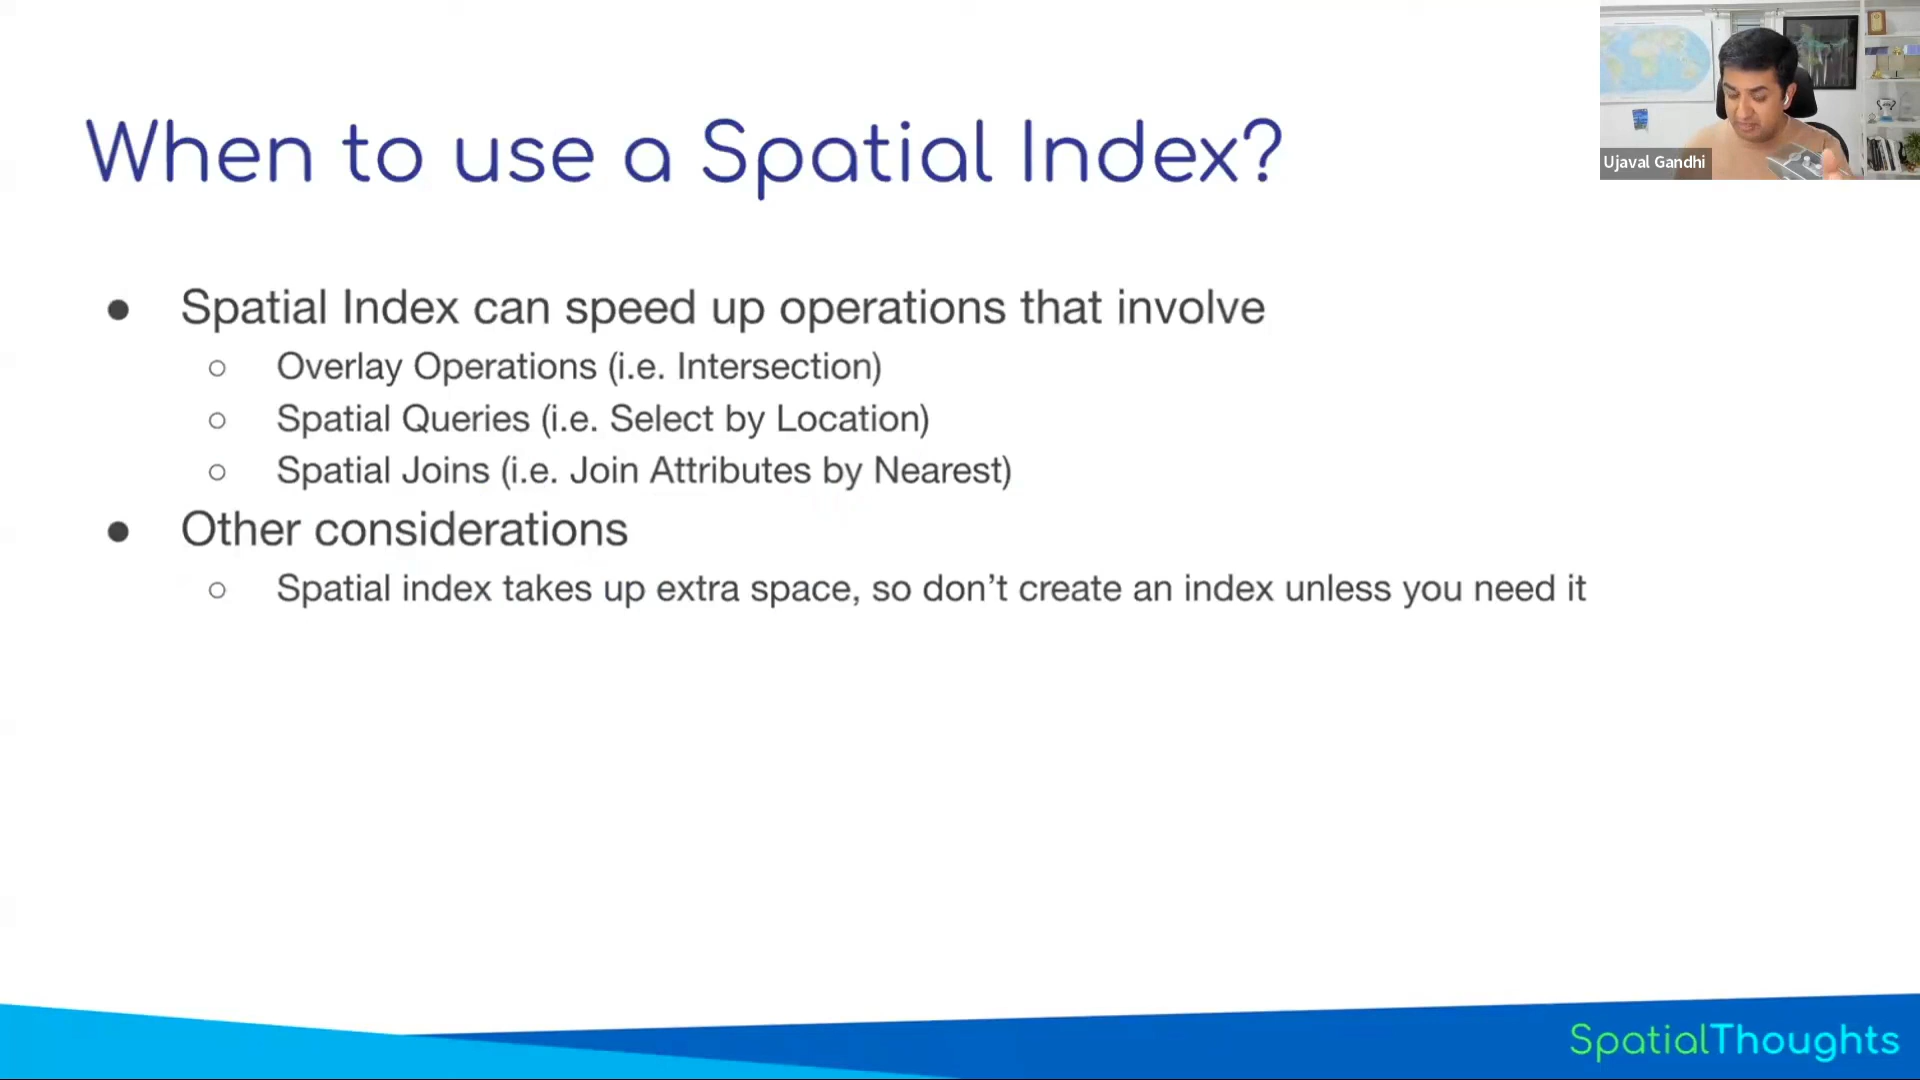 When to use a Spatial Index?
Ujaval Gandhi
● Spatial Index can speed up operations that involve
○ Overlay Operations (i.e. Intersection)
○ Spatial Queries (i.e. Select by Location)
○ Spatial Joins (i.e. Join Attributes by Nearest)
● Other considerations
○ Spatial index takes up extra space, so don’t create an index unless you need it
SpatialThoughts